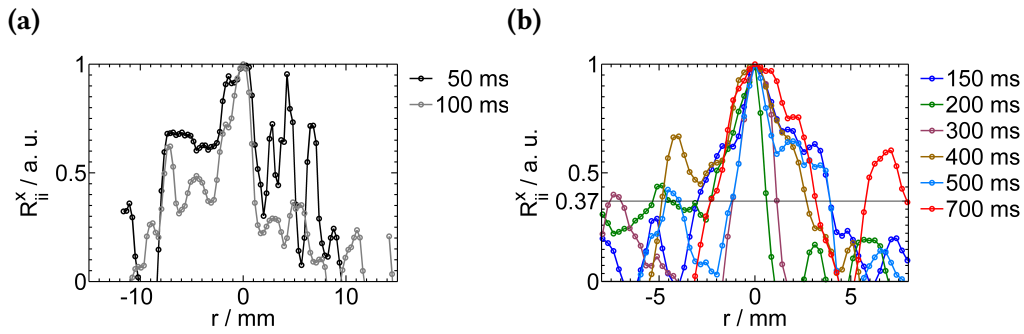 (a)
(b)
1
0.5
0
R^x_ii / a. u.
-10
0
10
r / mm
50 ms
100 ms
1
0.5
0.37
0
R^x_ii / a. u.
-5
0
5
r / mm
150 ms
200 ms
300 ms
400 ms
500 ms
700 ms